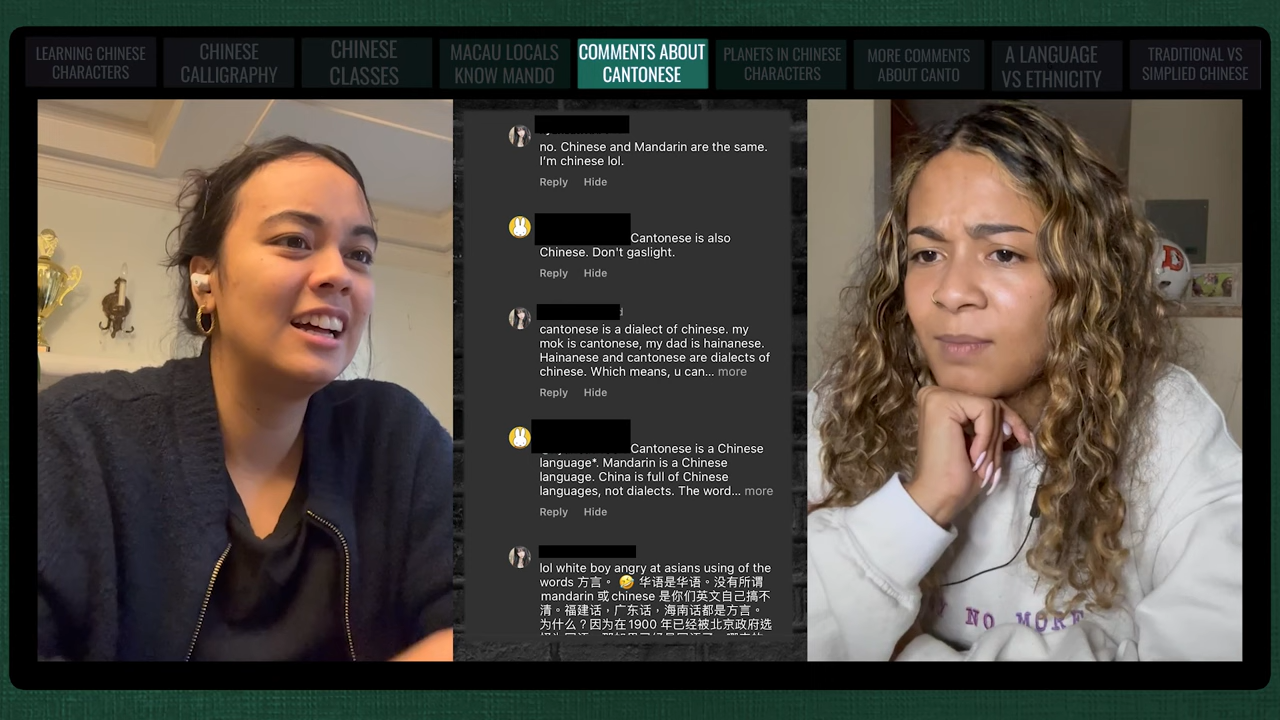 LEARNING CHINESE
CHARACTERS
CHINESE
CALLIGRAPHY
CHINESE
CLASSES
MACAU LOCALS
KNOW MANDO
COMMENTS ABOUT
CANTONESE
PLANETS IN CHINESE
CHARACTERS
MORE COMMENTS
ABOUT CANTO
A LANGUAGE
VS ETHNICITY
TRADITIONAL VS
SIMPLIED CHINESE
no. Chinese and Mandarin are the same.
I'm chinese lol.
Reply Hide
Cantonese is also
Chinese. Don't gaslight.
Reply Hide
cantonese is a dialect of chinese. my
mok is cantonese, my dad is hainanese.
Hainanese and cantonese are dialects of
chinese. Which means, u can... more
Reply Hide
Cantonese is a Chinese
language*. Mandarin is a Chinese
language. China is full of Chinese
languages, not dialects. The word... more
Reply Hide
lol white boy angry at asians using of the
words 方言。 🤣 华语是华语。没有所谓
mandarin 或 chinese 是你们英文自己搞不
清。福建话，广东话，海南话都是方言。
为什么？因为在 1900 年已经被北京政府选
D
NO MORE